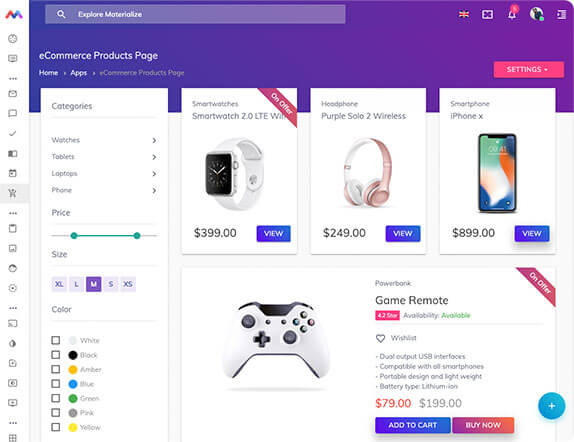 Explore Materialize
5
eCommerce Products Page
Home > Apps > eCommerce Products Page
SETTINGS
Categories
Watches
Tablets
Laptops
Phone
Price
Size
XL L M S XS
Color
White
Black
Amber
Blue
Green
Pink
Yellow
On Offer
Smartwatches
Smartwatch 2.0 LTE Wifi
$399.00
VIEW
Headphone
Purple Solo 2 Wireless
$249.00
VIEW
Smartphone
iPhone x
$899.00
VIEW
On Offer
Powerbank
Game Remote
4.2 Star Availability: Available
Wishlist
- Dual output USB interfaces
- Compatible with all smartphones
- Portable design and light weight
- Battery type: Lithium-ion
$79.00 $199.00
ADD TO CART
BUY NOW
+